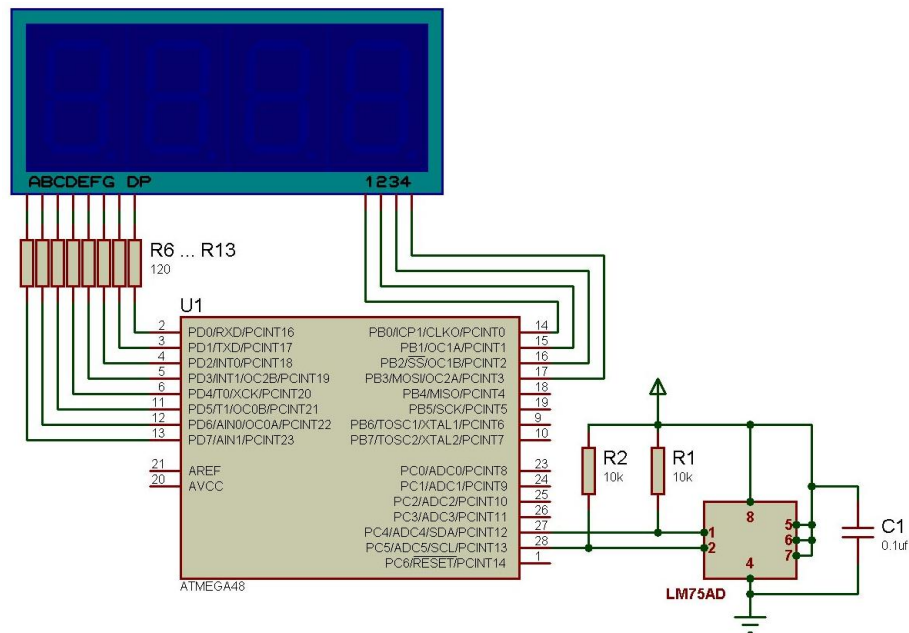 ABCDEFG DP 1234
R6 ... R13
120
U1
2 PD0/RXD/PCINT16 PB0/ICP1/CLKO/PCINT0 14
3 PD1/TXD/PCINT17 PB1/OC1A/PCINT1 15
4 PD2/INT0/PCINT18 PB2/SS/OC1B/PCINT2 16
5 PD3/INT1/OC2B/PCINT19 PB3/MOSI/OC2A/PCINT3 17
6 PD4/T0/XCK/PCINT20 PB4/MISO/PCINT4 18
11 PD5/T1/OC0B/PCINT21 PB5/SCK/PCINT5 19
12 PD6/AIN0/OC0A/PCINT22 PB6/TOSC1/XTAL1/PCINT6 9
13 PD7/AIN1/PCINT23 PB7/TOSC2/XTAL2/PCINT7 10
21 AREF PC0/ADC0/PCINT8 23
20 AVCC PC1/ADC1/PCINT9 24
PC2/ADC2/PCINT10 25
PC3/ADC3/PCINT11 26
PC4/ADC4/SDA/PCINT12 27
PC5/ADC5/SCL/PCINT13 28
PC6/RESET/PCINT14 1
ATMEGA48
R2
10k
R1
10k
8
1 5
2 6
7
4
LM75AD
C1
0.1uf